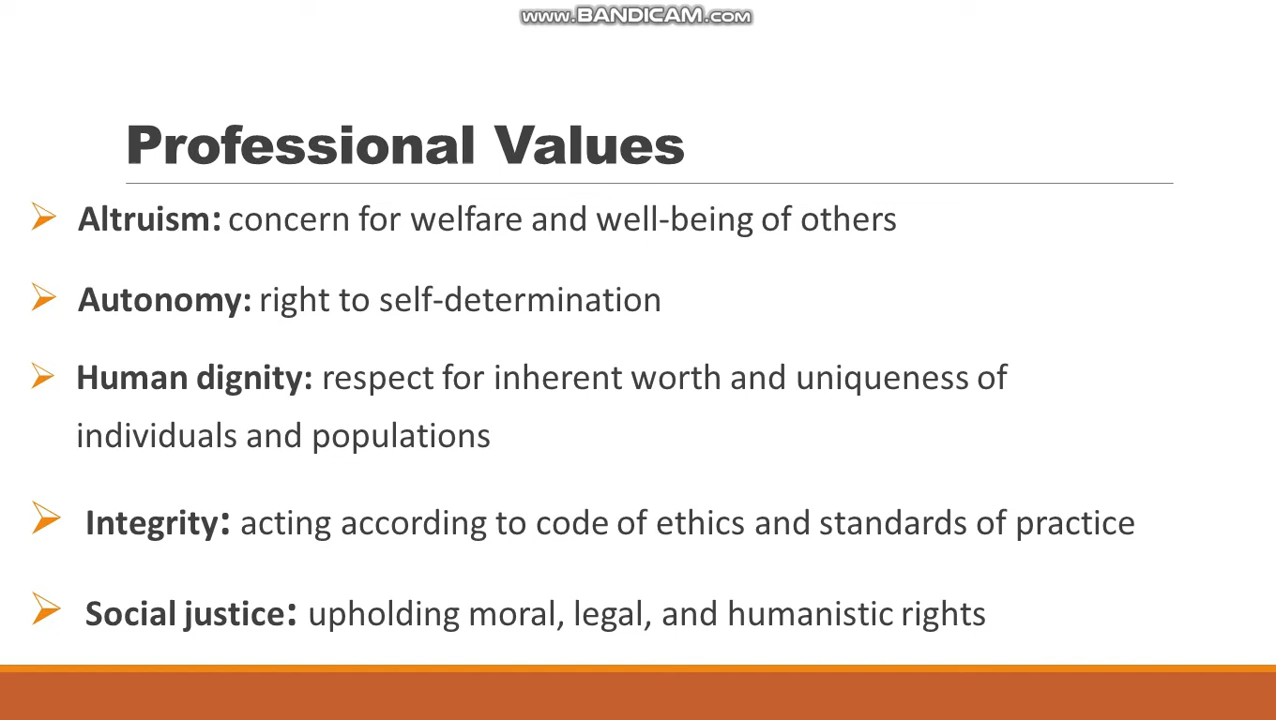 www.BANDICAM.com
Professional Values
Altruism: concern for welfare and well-being of others
Autonomy: right to self-determination
Human dignity: respect for inherent worth and uniqueness of
individuals and populations
Integrity: acting according to code of ethics and standards of practice
Social justice: upholding moral, legal, and humanistic rights